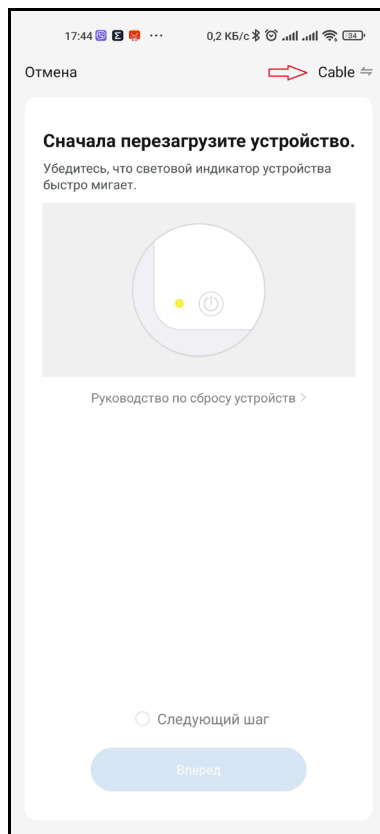 17:44 ··· 0,2 КБ/с 34
Отмена Cable
Сначала перезагрузите устройство.
Убедитесь, что световой индикатор устройства
быстро мигает.
Руководство по сбросу устройств >
Следующий шаг
Вперед